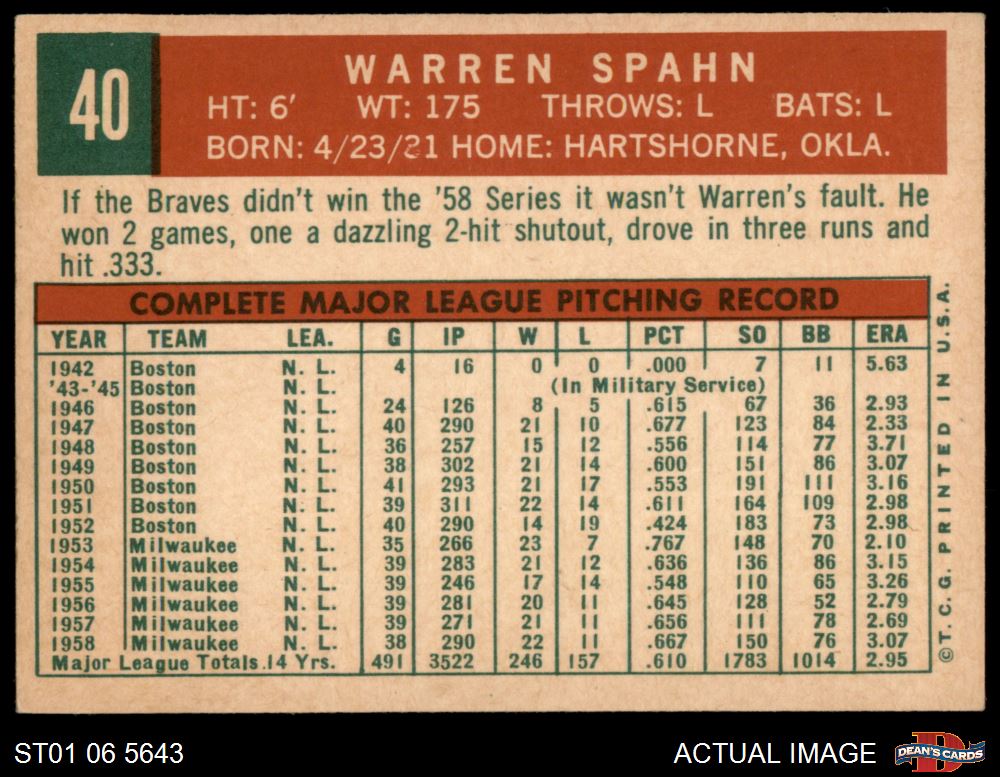 40
WARREN SPAHN
HT: 6' WT: 175 THROWS: L BATS: L
BORN: 4/23/21 HOME: HARTSHORNE, OKLA.
If the Braves didn't win the '58 Series it wasn't Warren's fault. He
won 2 games, one a dazzling 2-hit shutout, drove in three runs and
hit .333.
COMPLETE MAJOR LEAGUE PITCHING RECORD
YEAR TEAM LEA. G IP W L PCT SO BB ERA
1942 Boston N. L. 4 16 0 0 .000 7 11 5.63
'43-'45 Boston N. L. (In Military Service)
1946 Boston N. L. 24 126 8 5 .615 67 36 2.93
1947 Boston N. L. 40 290 21 10 .677 123 84 2.33
1948 Boston N. L. 36 257 15 12 .556 114 77 3.71
1949 Boston N. L. 38 302 21 14 .600 151 86 3.07
1950 Boston N. L. 41 293 21 17 .553 191 111 3.16
1951 Boston N. L. 39 311 22 14 .611 164 109 2.98
1952 Boston N. L. 40 290 14 19 .424 183 73 2.98
1953 Milwaukee N. L. 35 266 23 7 .767 148 70 2.10
1954 Milwaukee N. L. 39 283 21 12 .636 136 86 3.15
1955 Milwaukee N. L. 39 246 17 14 .548 110 65 3.26
1956 Milwaukee N. L. 39 281 20 11 .645 128 52 2.79
1957 Milwaukee N. L. 39 271 21 11 .656 111 78 2.69
1958 Milwaukee N. L. 38 290 22 11 .667 150 76 3.07
Major League Totals 14 Yrs. 491 3522 246 157 .610 1783 1014 2.95
©T. C. G. PRINTED IN U.S.A.
ST01 06 5643
ACTUAL IMAGE
D
DEAN'S CARDS